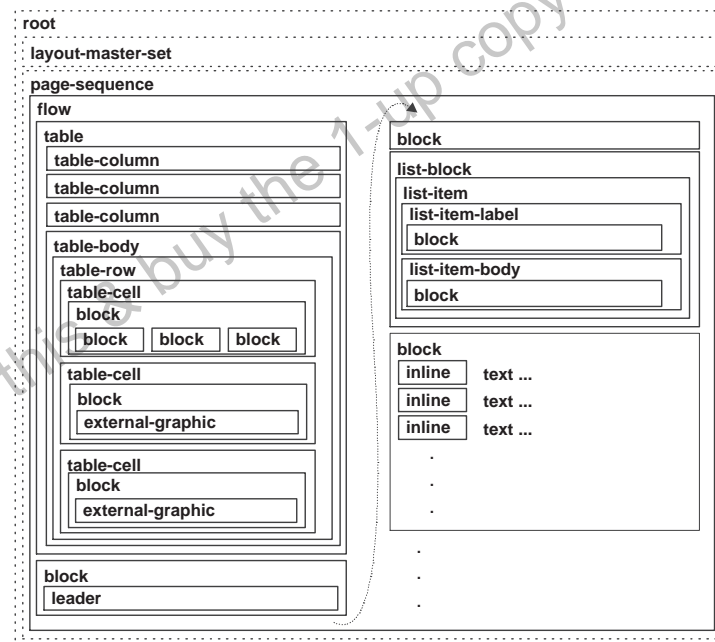 root
layout-master-set
page-sequence
flow
table
table-column
table-column
table-column
table-body
table-row
table-cell
block
block block block
table-cell
block
external-graphic
table-cell
block
external-graphic
block
leader
block
list-block
list-item
list-item-label
block
list-item-body
block
block
inline text ...
inline text ...
inline text ...
.
.
.
.
.
.
this & buy the 1-up copy